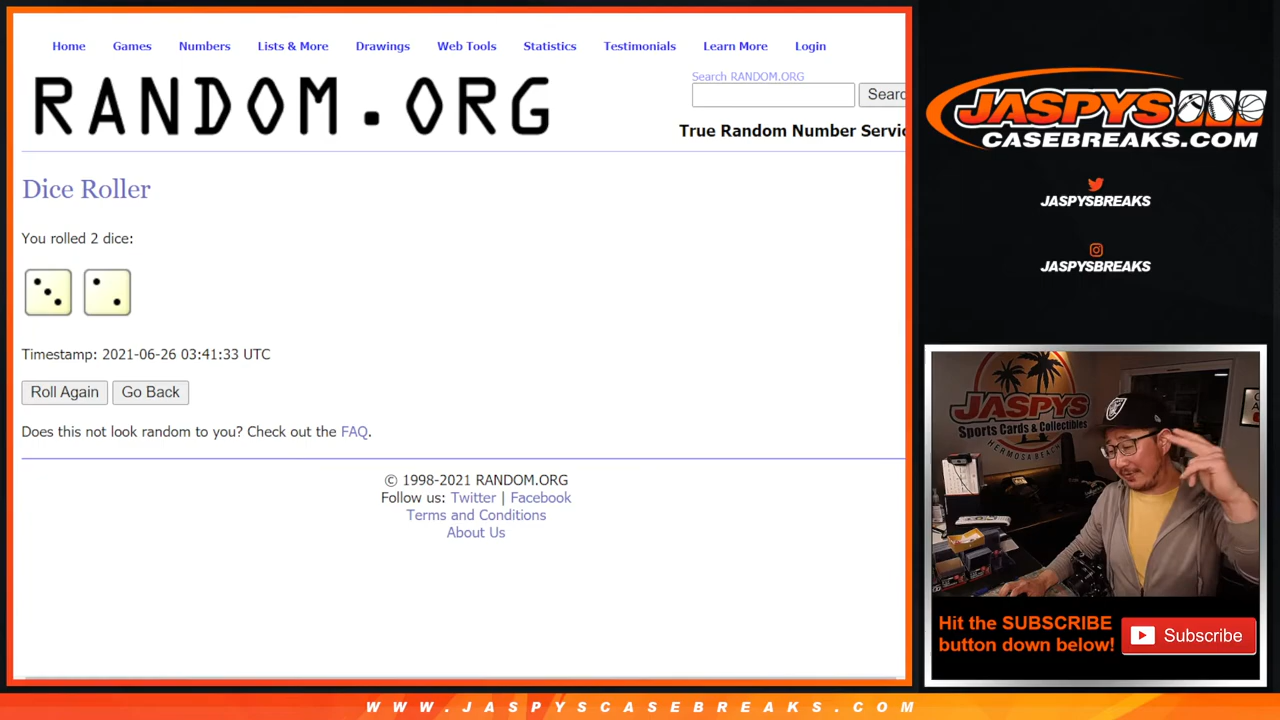 Home Games Numbers Lists & More Drawings Web Tools Statistics Testimonials Learn More Login
RANDOM.ORG
Search RANDOM.ORG
Searc
True Random Number Servic
Dice Roller
You rolled 2 dice:
Timestamp: 2021-06-26 03:41:33 UTC
Roll Again Go Back
Does this not look random to you? Check out the FAQ.
© 1998-2021 RANDOM.ORG
Follow us: Twitter | Facebook
Terms and Conditions
About Us
JASPYS
CASEBREAKS.COM
JASPYSBREAKS
JASPYSBREAKS
JASPYS
Sports Cards & Collectibles
HERMOSA BEACH
Hit the SUBSCRIBE
button down below!
Subscribe
WWW.JASPYSCASEBREAKS.COM